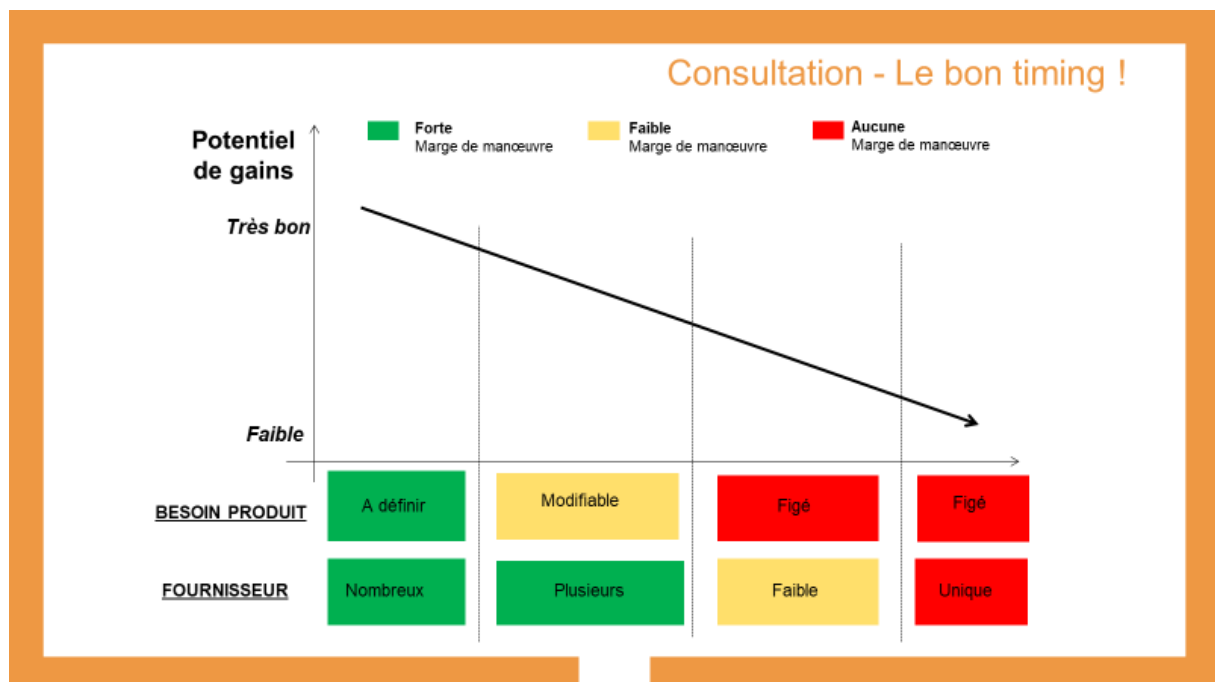 Consultation - Le bon timing !
Potentiel
de gains
Forte
Marge de manœuvre
Faible
Marge de manœuvre
Aucune
Marge de manœuvre
Très bon
Faible
BESOIN PRODUIT
A définir
Modifiable
Figé
Figé
FOURNISSEUR
Nombreux
Plusieurs
Faible
Unique